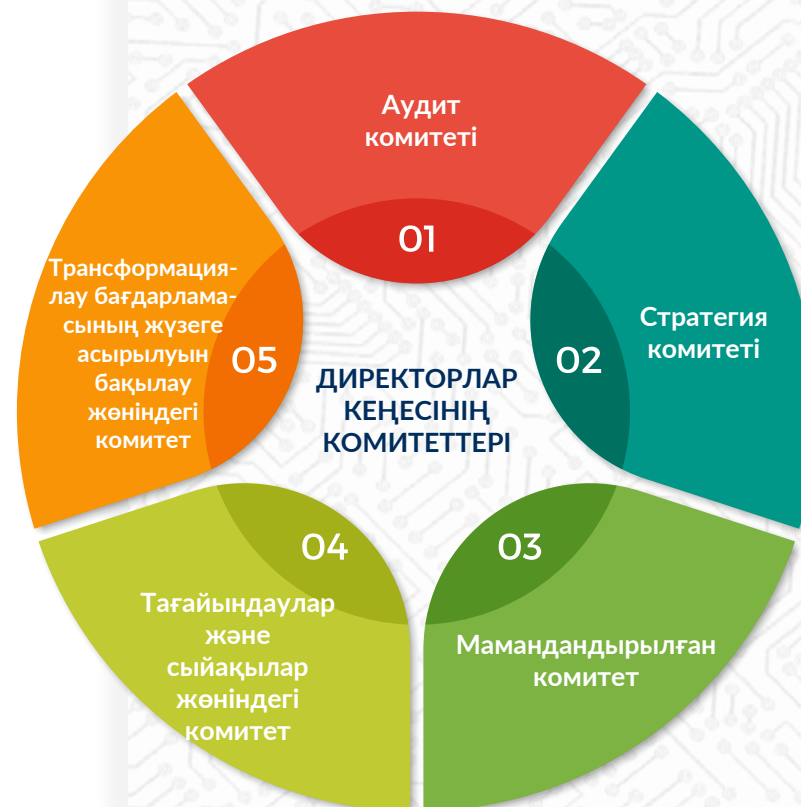 Аудит
комитеті
01
Стратегия
комитеті
02
Мамандандырылған
комитет
03
Тағайындаулар
және
сыйақылар
жөніндегі
комитет
04
Трансформация-
лау бағдарлама-
сының жүзеге
асырылуын
бақылау
жөніндегі
комитет
05
ДИРЕКТОРЛАР
КЕҢЕСІНІҢ
КОМИТЕТТЕРІ